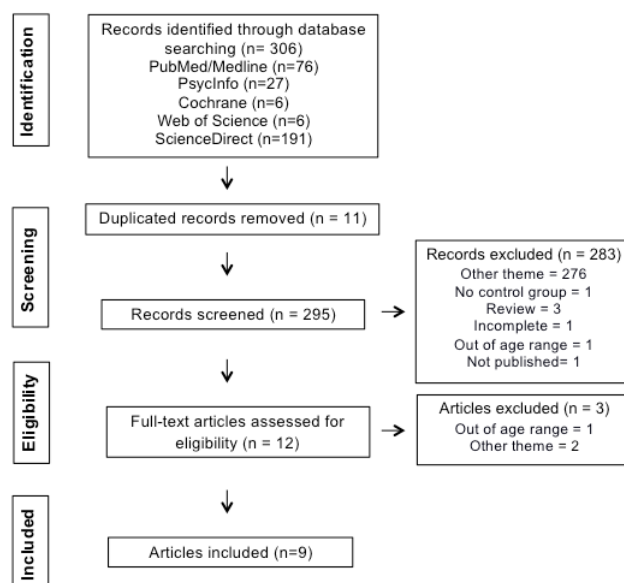 Identification
Records identified through database
searching (n= 306)
PubMed/Medline (n=76)
PsycInfo (n=27)
Cochrane (n=6)
Web of Science (n=6)
ScienceDirect (n=191)
Screening
Duplicated records removed (n = 11)
Records screened (n = 295)
Records excluded (n = 283)
Other theme = 276
No control group = 1
Review = 3
Incomplete = 1
Out of age range = 1
Not published= 1
Eligibility
Full-text articles assessed for
eligibility (n = 12)
Articles excluded (n = 3)
Out of age range = 1
Other theme = 2
Included
Articles included (n=9)